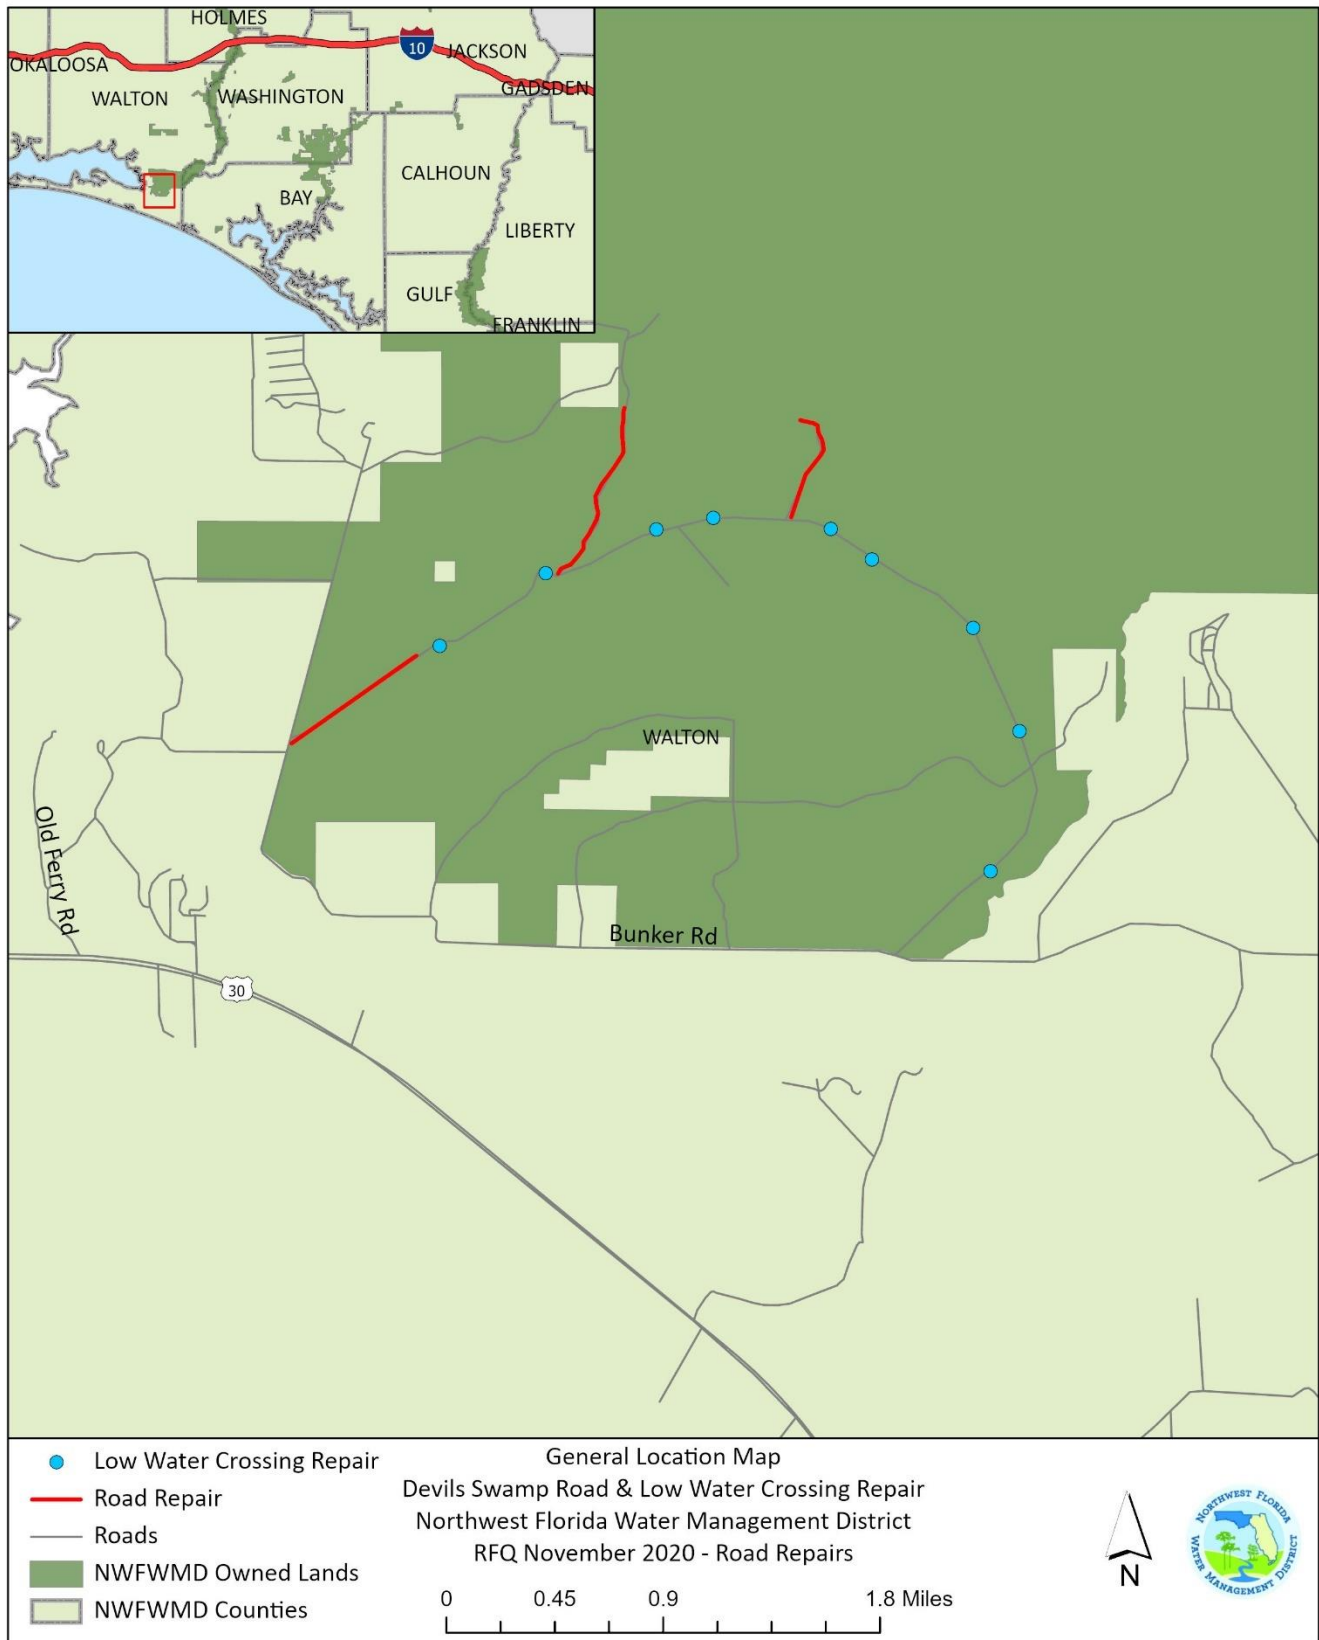 HOLMES
10
JACKSON
OKALOOSA
GADSDEN
WALTON
WASHINGTON
CALHOUN
BAY
LIBERTY
GULF
FRANKLIN
WALTON
Old Ferry Rd
Bunker Rd
30
Low Water Crossing Repair
Road Repair
Roads
NWFWMD Owned Lands
NWFWMD Counties
General Location Map
Devils Swamp Road & Low Water Crossing Repair
Northwest Florida Water Management District
RFQ November 2020 - Road Repairs
0 0.45 0.9 1.8 Miles
N
NORTHWEST FLORIDA
WATER MANAGEMENT DISTRICT